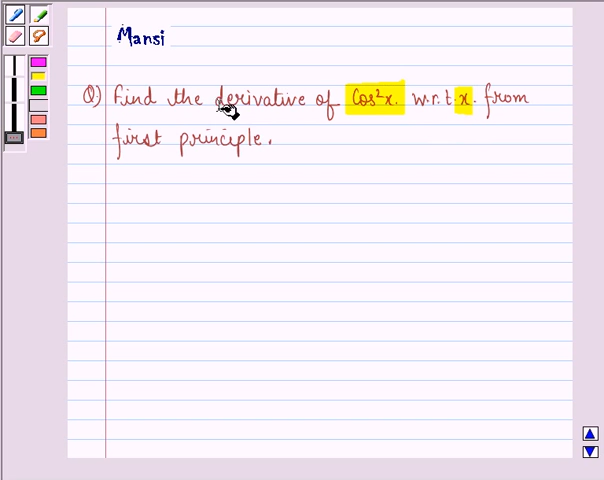 Mansi
Q) Find the derivative of Cos²x. w.r.t. x. from
first principle.